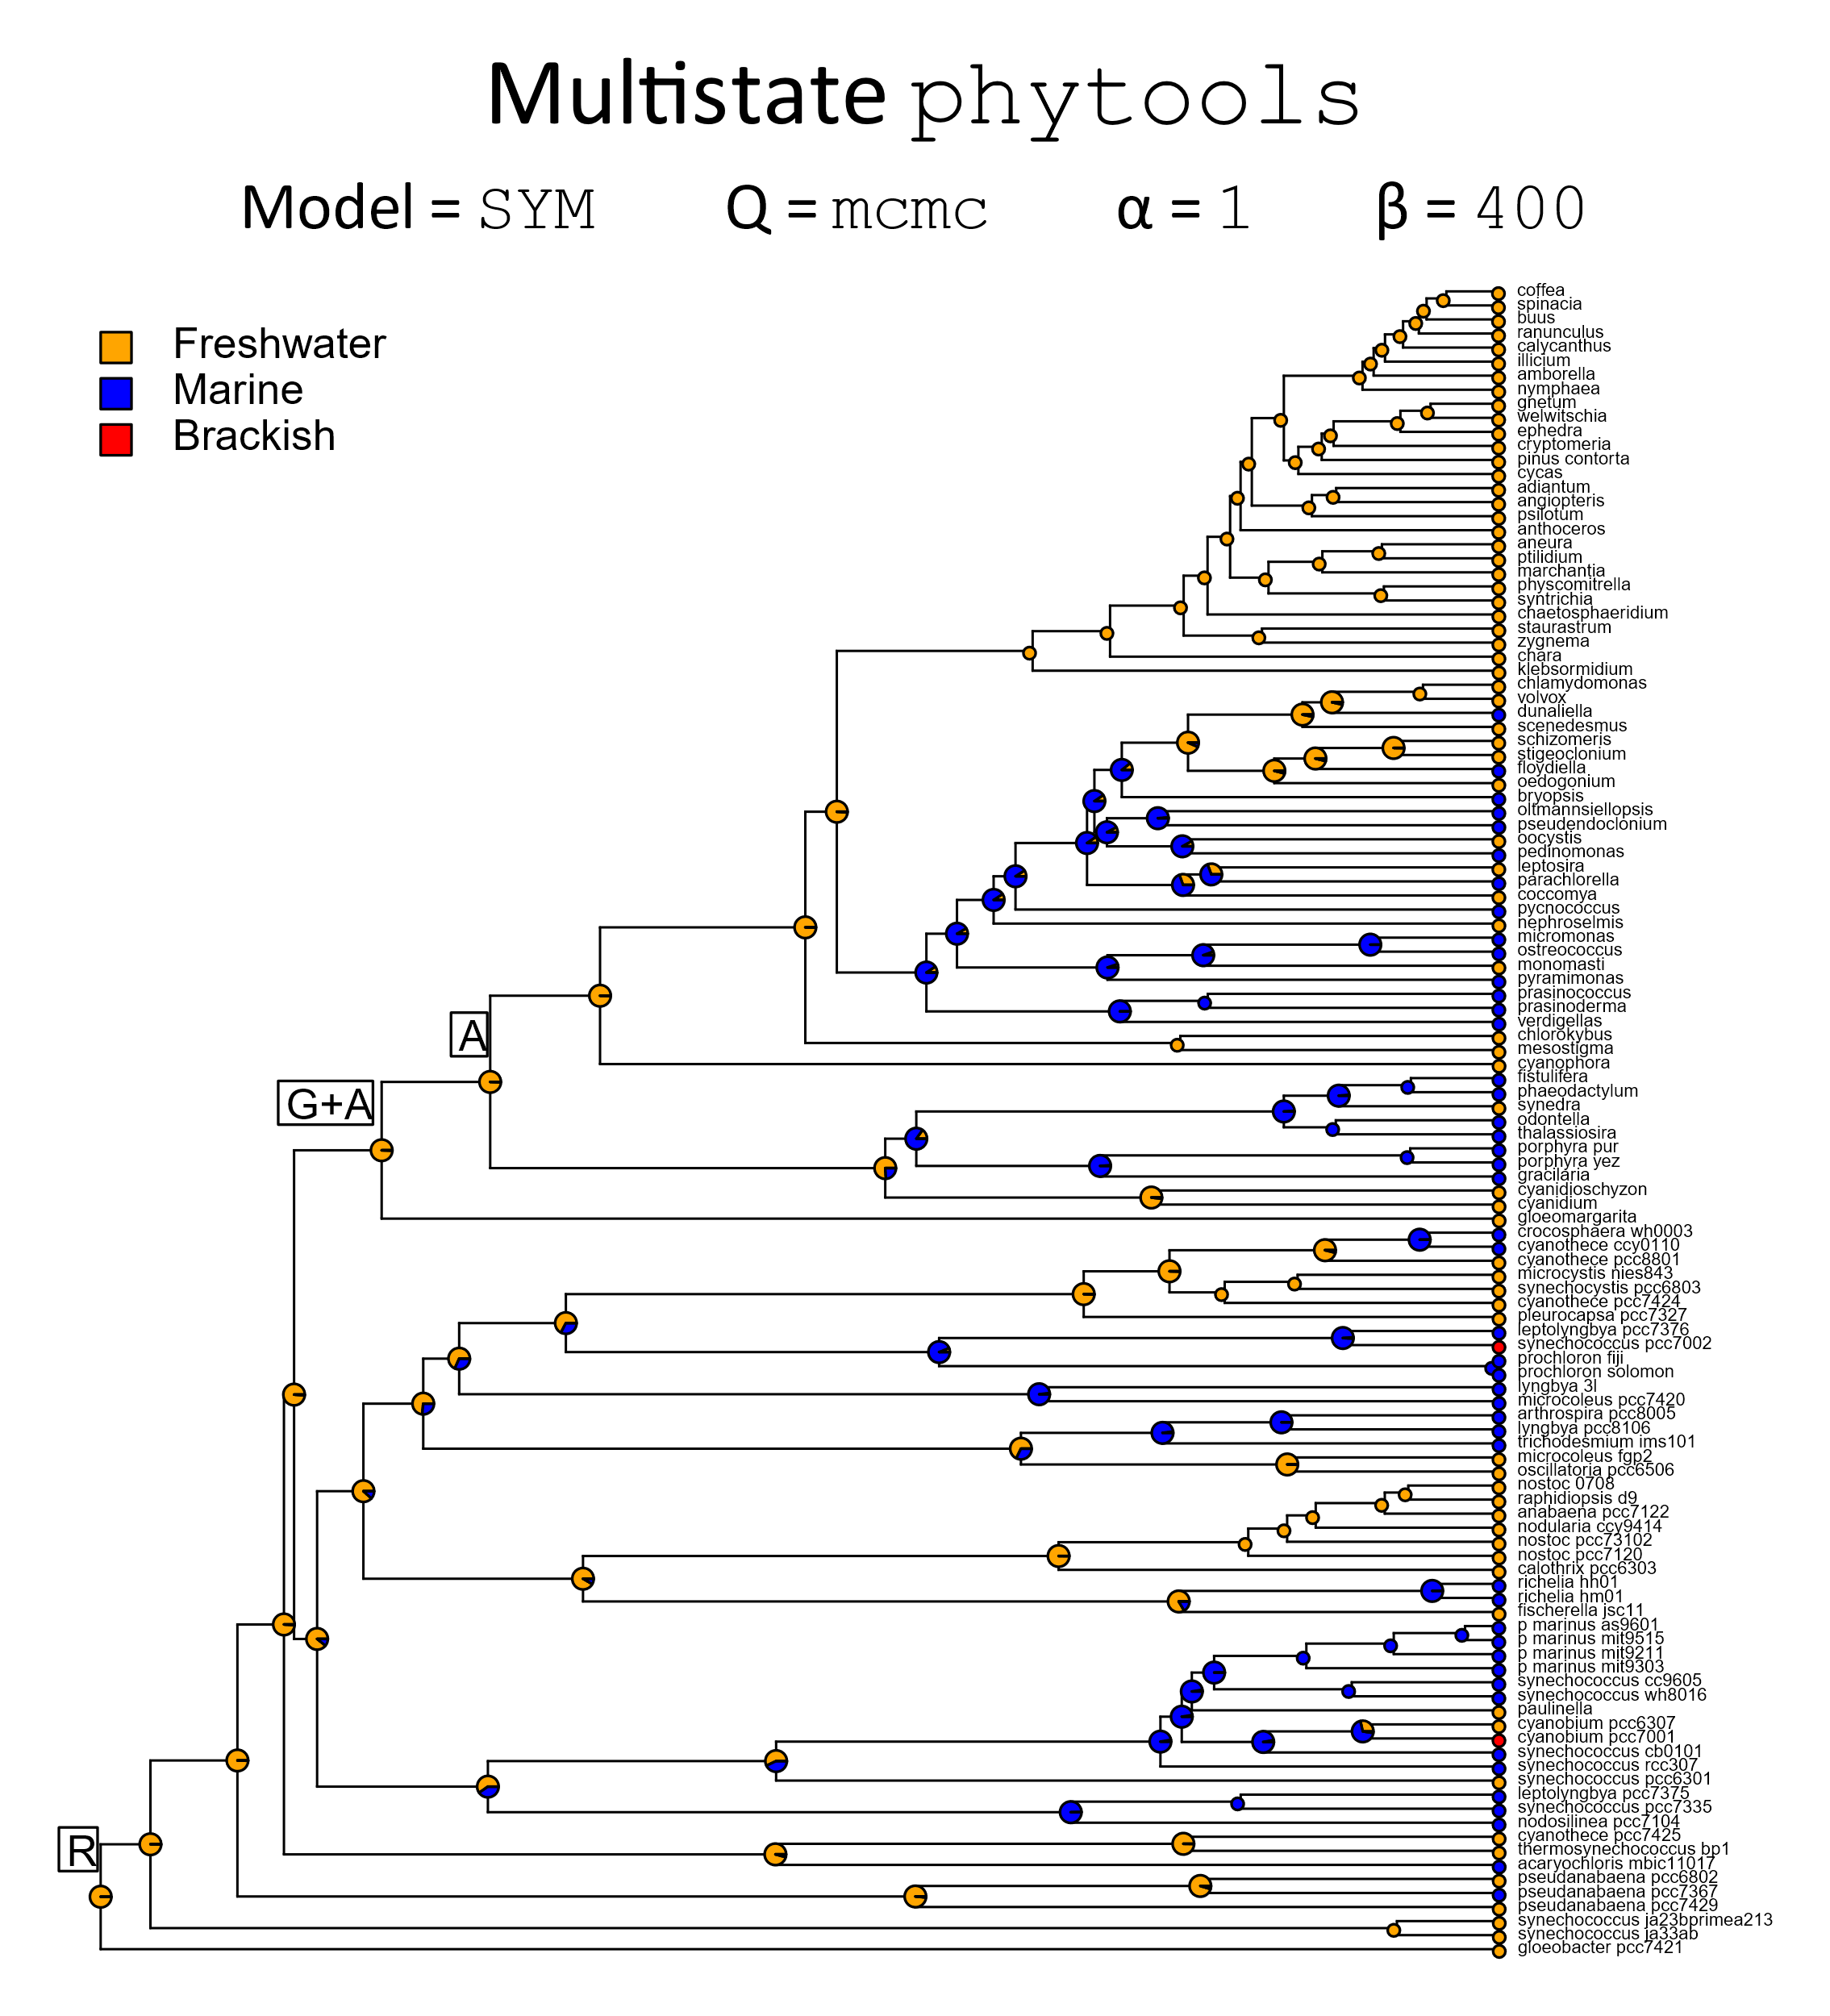 Multistate phytools
Model = SYM Q = mcmc α = 1 β = 400
Freshwater
Marine
Brackish
coffea
spinacia
buus
ranunculus
calycanthus
illicium
amborella
nymphaea
gnetum
welwitschia
ephedra
cryptomeria
pinus contorta
cycas
adiantum
angiopteris
psilotum
anthoceros
aneura
ptilidium
marchantia
physcomitrella
syntrichia
chaetosphaeridium
staurastrum
zygnema
chara
klebsormidium
chlamydomonas
volvox
dunaliella
scenedesmus
schizomeris
stigeoclonium
floydiella
oedogonium
bryopsis
oltmannsiellopsis
pseudendoclonium
oocystis
pedinomonas
leptosira
parachlorella
coccomya
pycnococcus
nephroselmis
micromonas
ostreococcus
monomasti
pyramimonas
prasinococcus
prasinoderma
verdigellas
A
chlorokybus
mesostigma
cyanophora
fistulifera
phaeodactylum
G+A
synedra
odontella
thalassiosira
porphyra pur
porphyra yez
gracilaria
cyanidioschyzon
cyanidium
gloeomargarita
crocosphaera wh0003
cyanothece ccy0110
cyanothece pcc8801
microcystis nies843
synechocystis pcc6803
cyanothece pcc7424
pleurocapsa pcc7327
leptolyngbya pcc7376
synechococcus pcc7002
prochloron fiji
prochloron solomon
lyngbya 3l
microcoleus pcc7420
arthrospira pcc8005
lyngbya pcc8106
trichodesmium ims101
microcoleus fgp2
oscillatoria pcc6506
nostoc 0708
raphidiopsis d9
anabaena pcc7122
nodularia ccy9414
nostoc pcc73102
nostoc pcc7120
calothrix pcc6303
richelia hh01
richelia hm01
fischerella jsc11
p marinus as9601
p marinus mit9515
p marinus mit9211
p marinus mit9303
synechococcus cc9605
synechococcus wh8016
paulinella
cyanobium pcc6307
cyanobium pcc7001
synechococcus cb0101
synechococcus rcc307
synechococcus pcc6301
leptolyngbya pcc7375
synechococcus pcc7335
nodosilinea pcc7104
cyanothece pcc7425
R
thermosynechococcus bp1
acaryochloris mbic11017
pseudanabaena pcc6802
pseudanabaena pcc7367
pseudanabaena pcc7429
synechococcus ja23bprimea213
synechococcus ja33ab
gloeobacter pcc7421